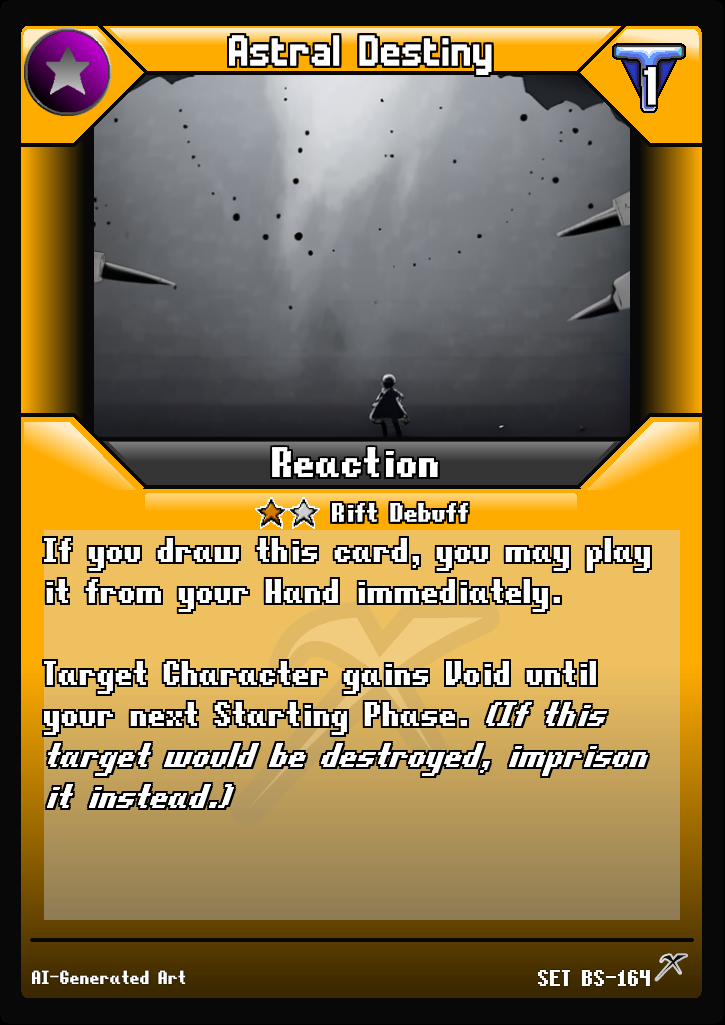 Astral Destiny
1
Reaction
Rift Debuff
If you draw this card, you may play
it from your Hand immediately.
Target Character gains Void until
your next Starting Phase. (If this
target would be destroyed, imprison
it instead.)
AI-Generated Art
SET BS-164